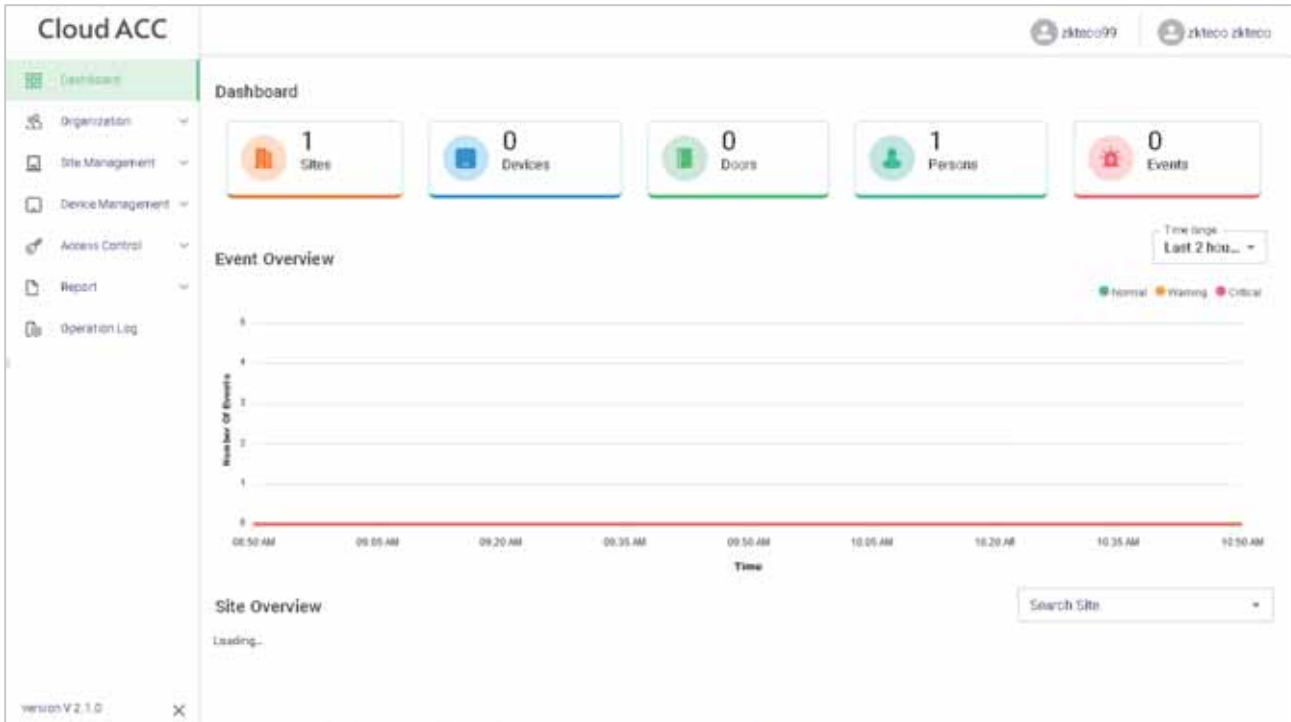 Cloud ACC
zkteco99
zkteco zkteco
Dashboard
Organization
Site Management
Device Management
Access Control
Report
Operation Log
version V 2.1.0
Dashboard
1
Sites
0
Devices
0
Doors
1
Persons
0
Events
Event Overview
Time range
Last 2 hou...
Normal Warning Critical
Number Of Events
5
4
3
2
1
0
08:50 AM 09:05 AM 09:20 AM 09:35 AM 09:50 AM 10:05 AM 10:20 AM 10:35 AM 10:50 AM
Time
Site Overview
Search Site
Loading...